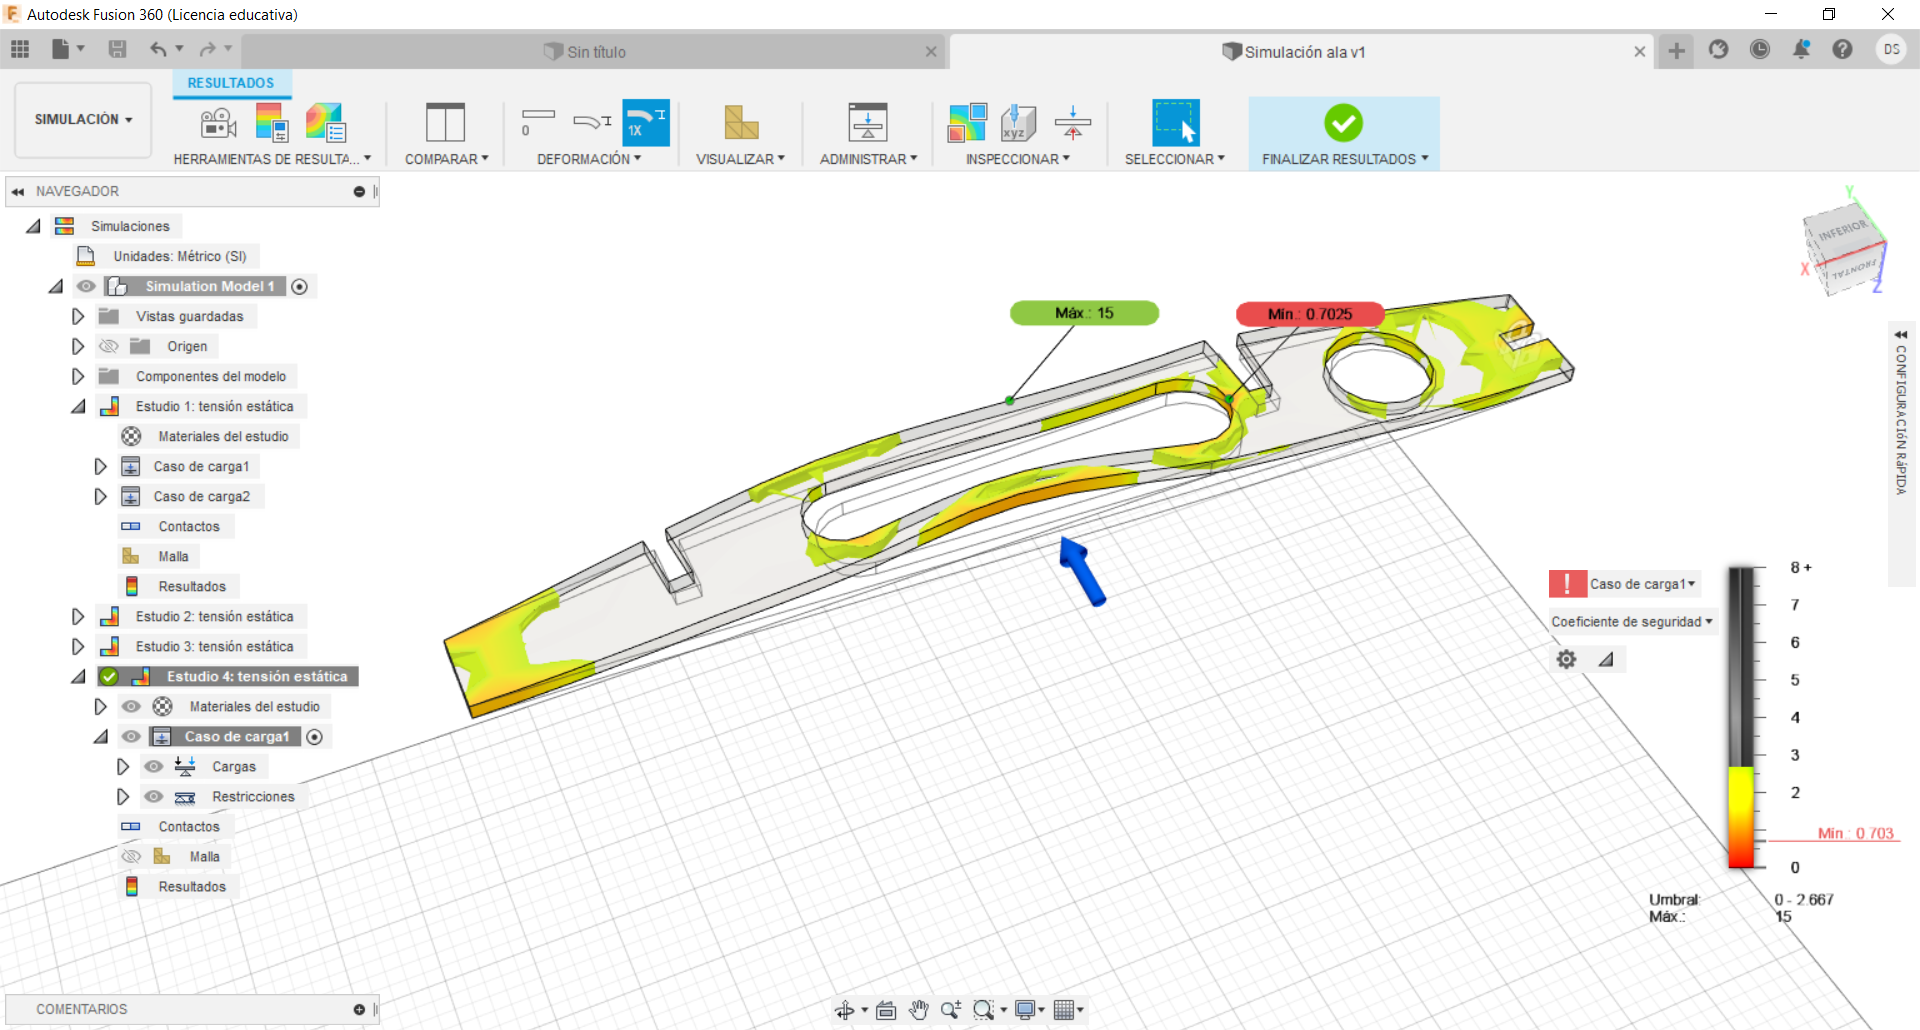 Autodesk Fusion 360 (Licencia educativa)
Sin título
Simulación ala v1
DS
RESULTADOS
SIMULACIÓN
HERRAMIENTAS DE RESULTA...
COMPARAR
0
1X
DEFORMACIÓN
VISUALIZAR
ADMINISTRAR
xyz
INSPECCIONAR
SELECCIONAR
FINALIZAR RESULTADOS
NAVEGADOR
Simulaciones
Unidades: Métrico (SI)
Simulation Model 1
Vistas guardadas
Origen
Componentes del modelo
Estudio 1: tensión estática
Materiales del estudio
Caso de carga1
Caso de carga2
Contactos
Malla
Resultados
Estudio 2: tensión estática
Estudio 3: tensión estática
Estudio 4: tensión estática
Materiales del estudio
Caso de carga1
Cargas
Restricciones
Contactos
Malla
Resultados
COMENTARIOS
Máx.: 15
Mín.: 0.7025
Y
INFERIOR
FRONTAL
X
Z
CONFIGURACIÓN RÁPIDA
! Caso de carga1
Coeficiente de seguridad
8 +
7
6
5
4
3
2
Mín.: 0.703
0
Umbral: 0 - 2.667
Máx.: 15